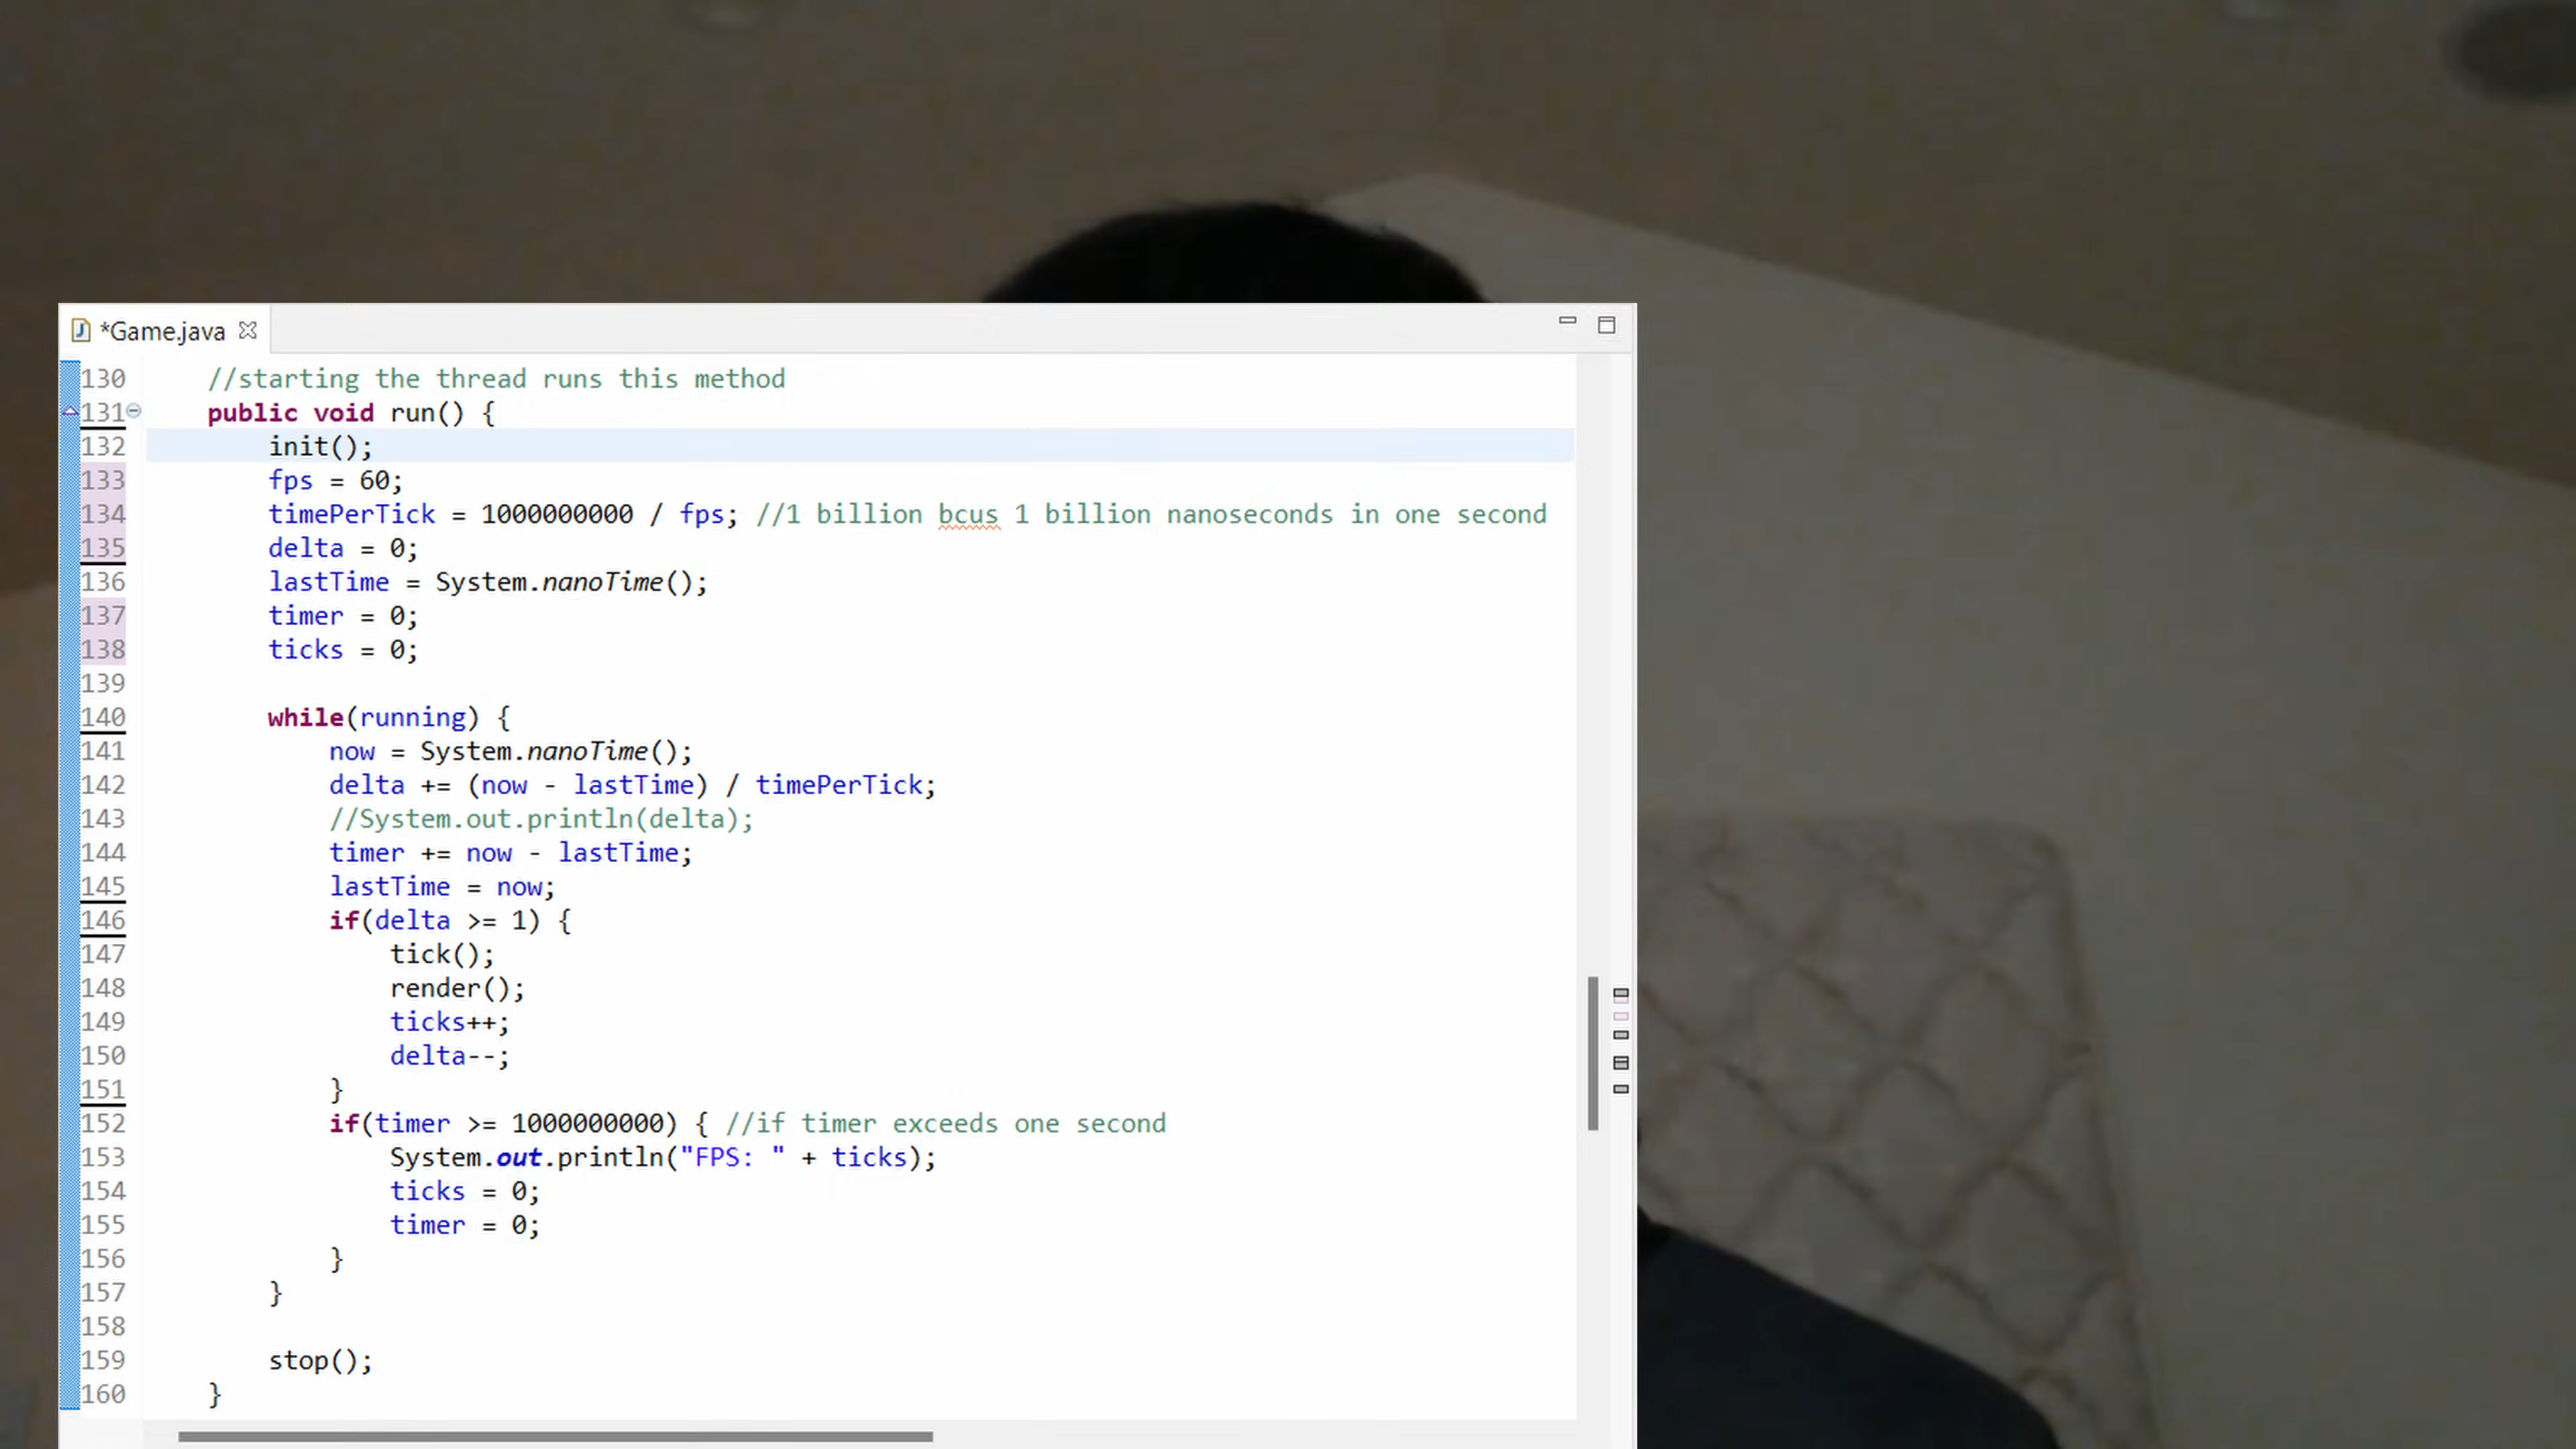 *Game.java
130 //starting the thread runs this method
131 public void run() {
132 init();
133 fps = 60;
134 timePerTick = 1000000000 / fps; //1 billion bcus 1 billion nanoseconds in one second
135 delta = 0;
136 lastTime = System.nanoTime();
137 timer = 0;
138 ticks = 0;
139
140 while(running) {
141 now = System.nanoTime();
142 delta += (now - lastTime) / timePerTick;
143 //System.out.println(delta);
144 timer += now - lastTime;
145 lastTime = now;
146 if(delta >= 1) {
147 tick();
148 render();
149 ticks++;
150 delta--;
151 }
152 if(timer >= 1000000000) { //if timer exceeds one second
153 System.out.println("FPS: " + ticks);
154 ticks = 0;
155 timer = 0;
156 }
157 }
158
159 stop();
160 }